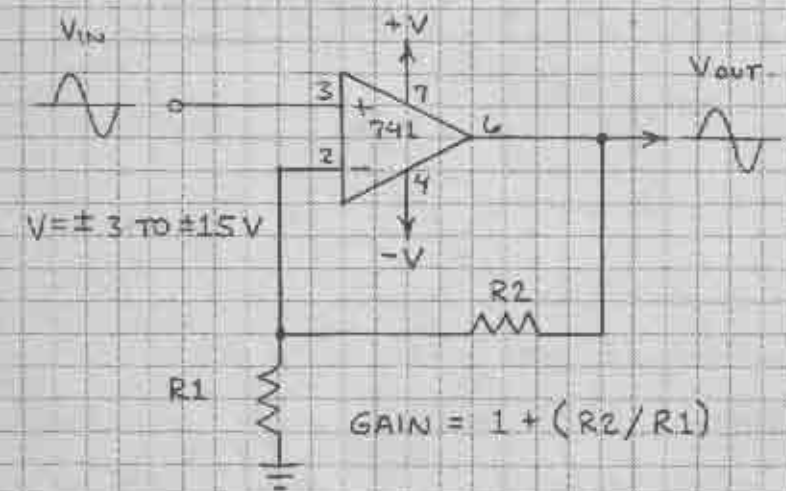 VIN
+V
VOUT.
3
+
7
741
6
2
-
4
V=± 3 TO ±15V
-V
R2
R1
GAIN = 1 + (R2/R1)